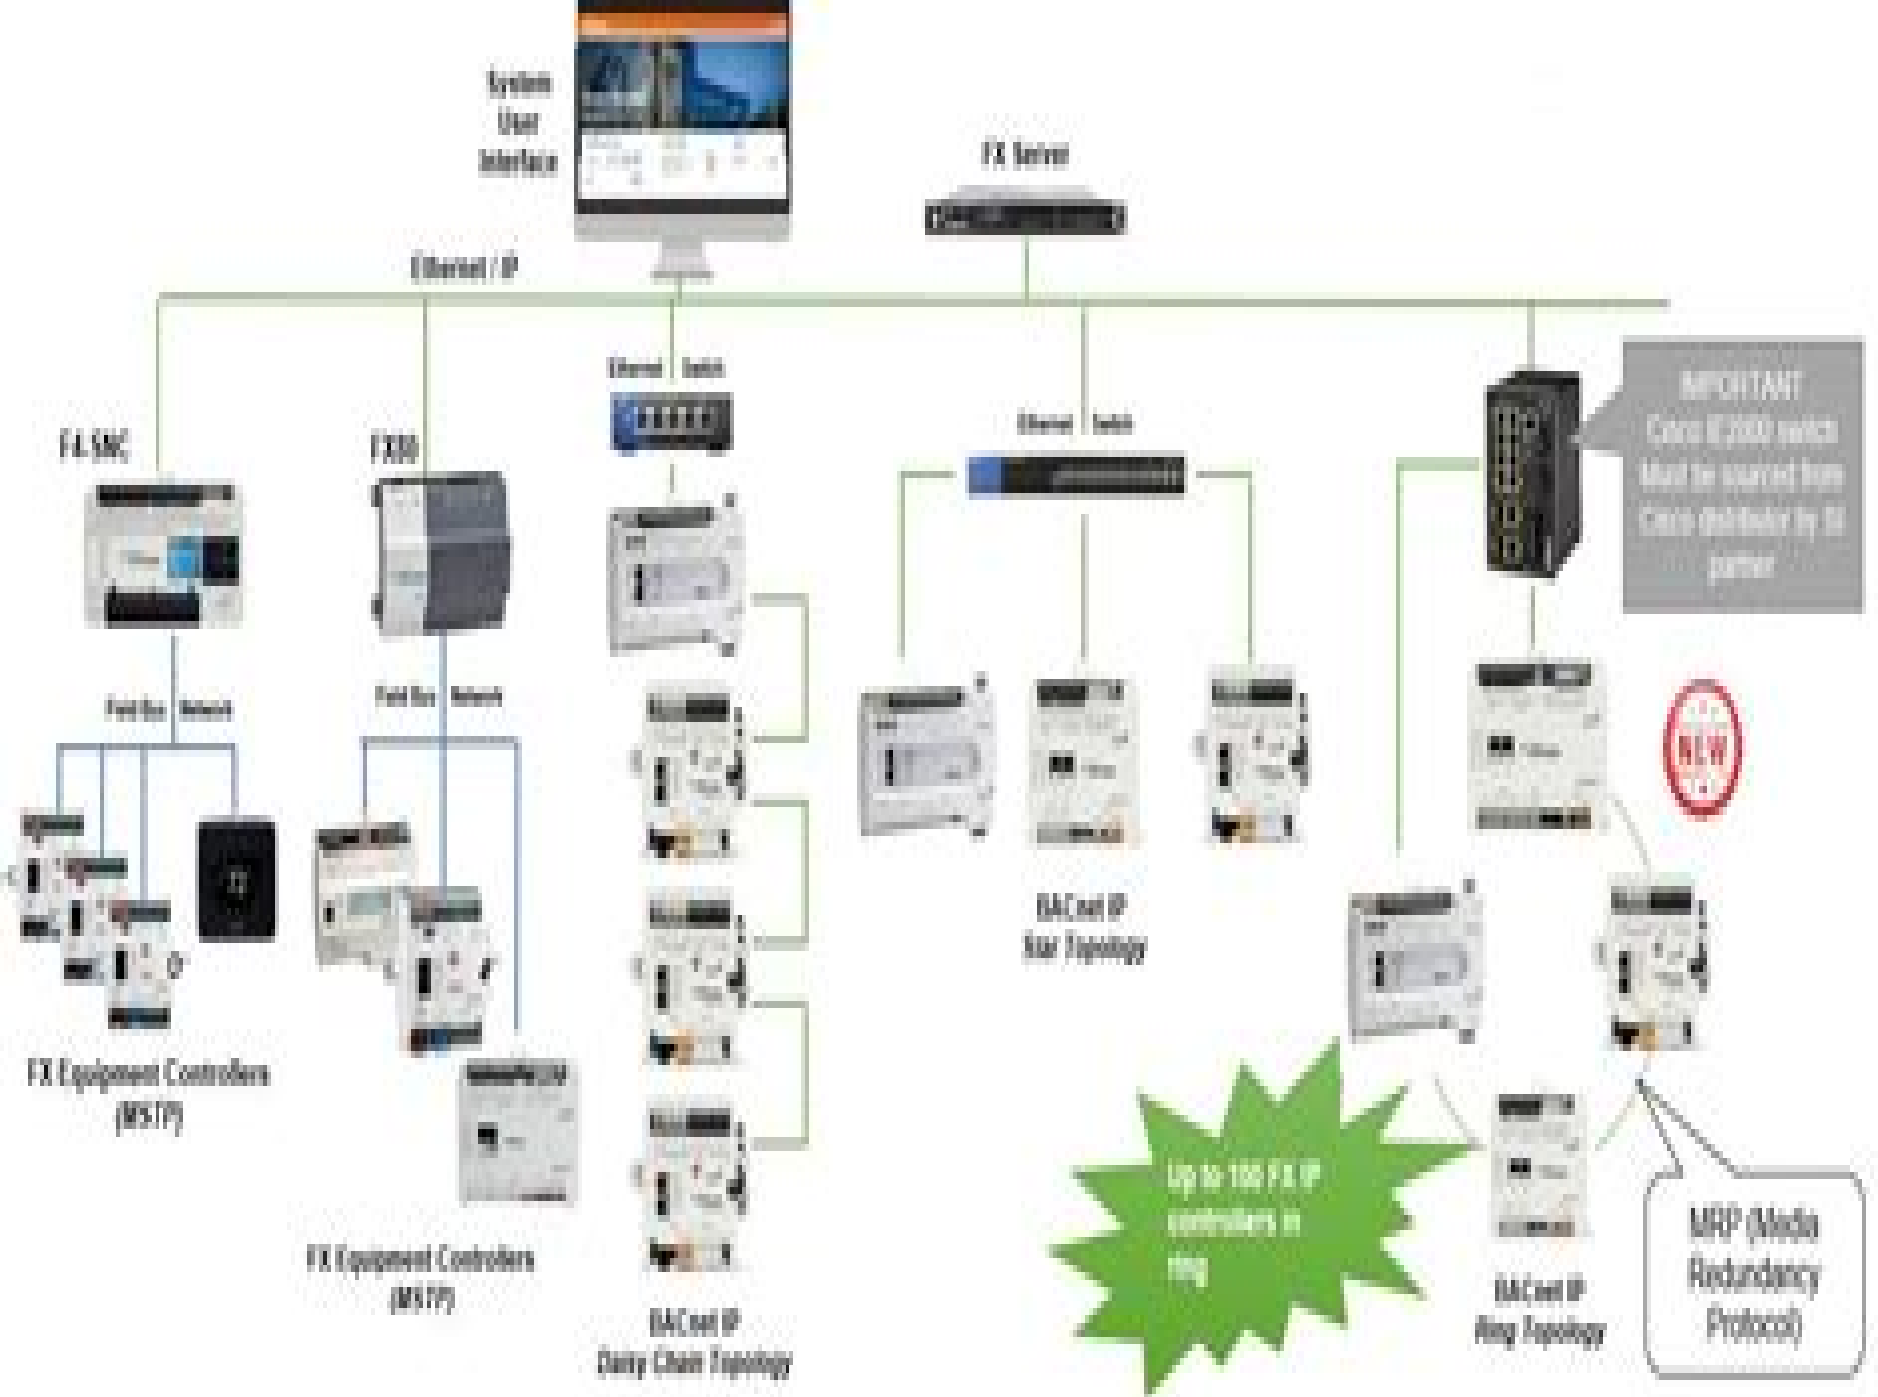 System
User
Interface
FX Server
Ethernet / IP
Ethernet Switch
Ethernet Switch
F4-SNC
FX80
IMPORTANT
Cisco switch
Must be sourced from
Cisco distributor by
partner
Field Bus Network
Field Bus Network
NEW
BACnet IP
Star Topology
FX Equipment Controllers
(MSTP)
Up to 100 FX IP
controllers in
ring
MRP (Media
Redundancy
Protocol)
FX Equipment Controllers
(MSTP)
BACnet IP
Ring Topology
BACnet IP
Daisy Chain Topology